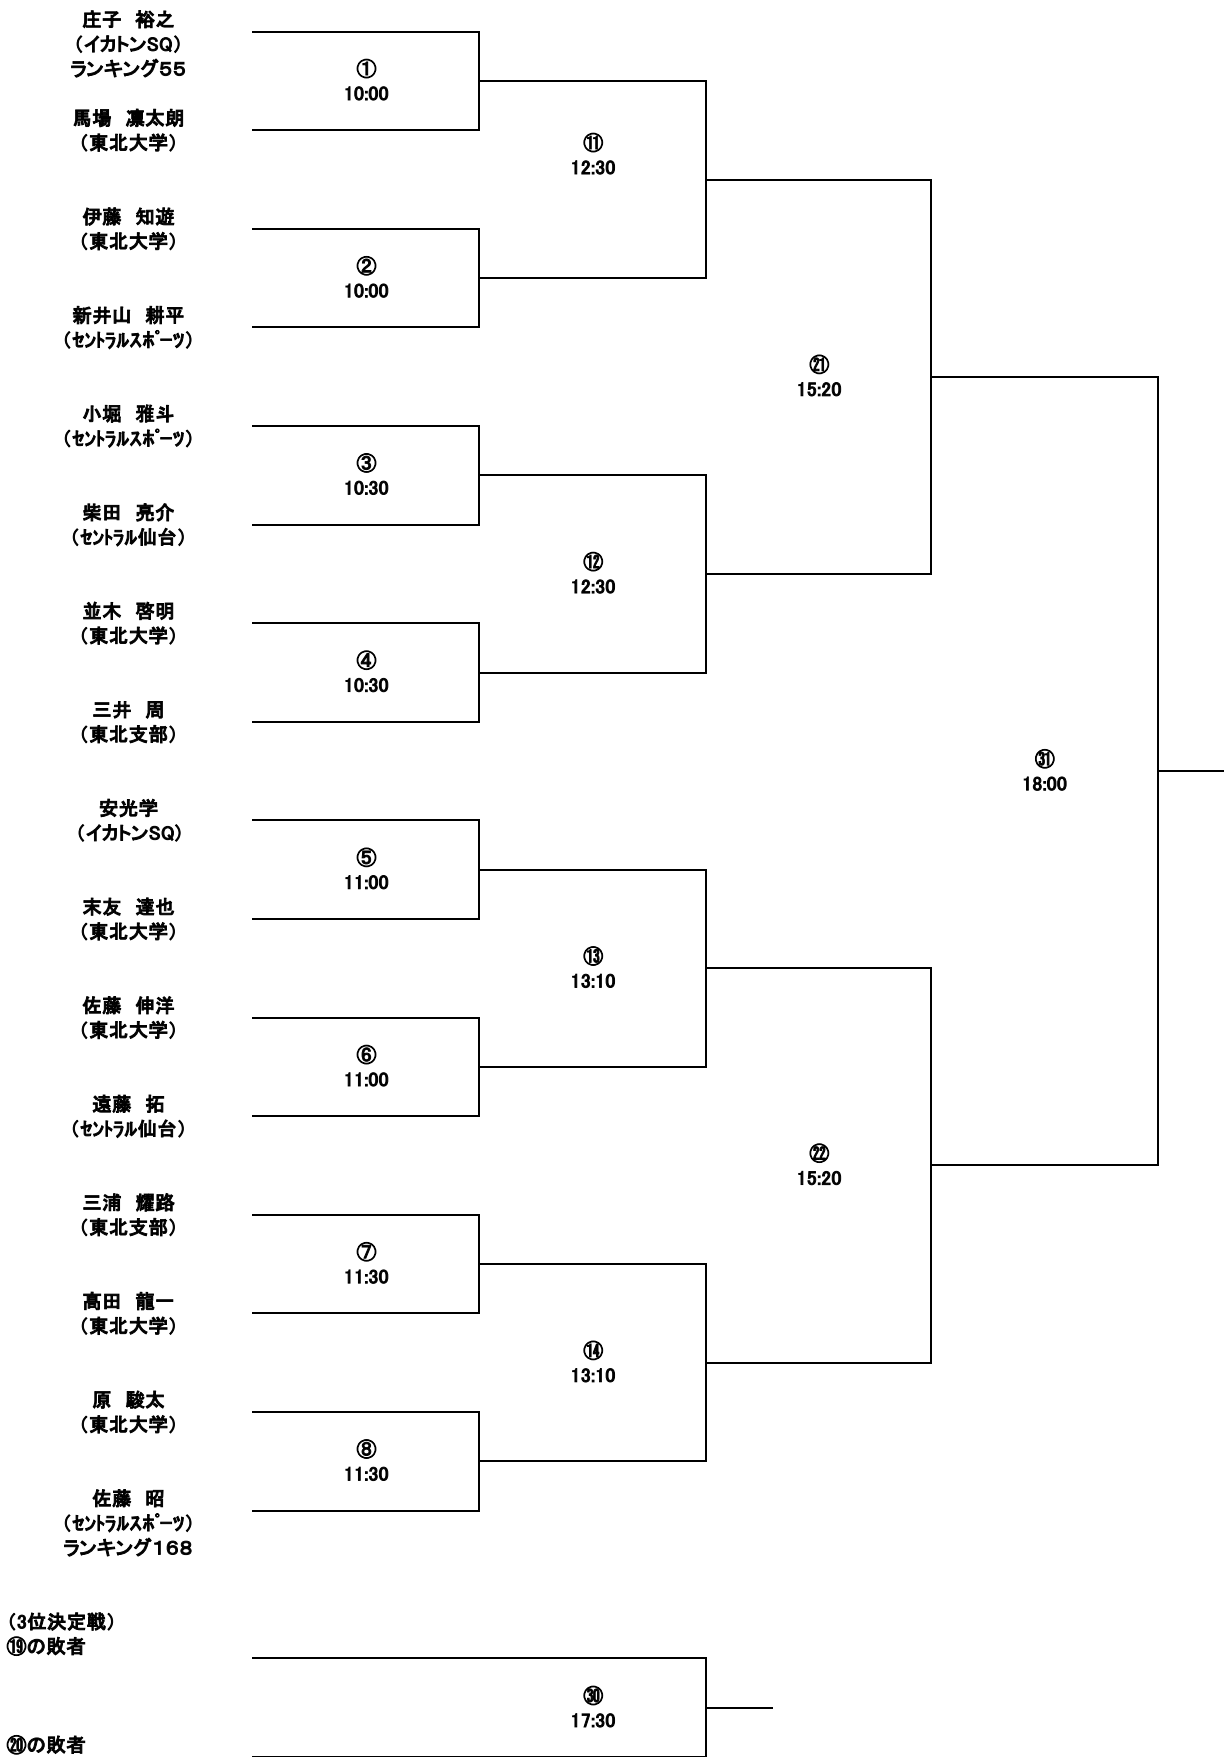 庄子　裕之
（イカトンSQ）
ランキング５５
①
10:00
馬場　凛太朗
（東北大学）
⑪
12:30
伊藤　知遊
（東北大学）
②
10:00
新井山　耕平
（ｾﾝﾄﾗﾙｽﾎﾟｰﾂ）
㉑
15:20
小堀　雅斗
（ｾﾝﾄﾗﾙｽﾎﾟｰﾂ）
③
10:30
柴田　亮介
（ｾﾝﾄﾗﾙ仙台）
⑫
12:30
並木　啓明
（東北大学）
④
10:30
三井　周
（東北支部）
㉛
18:00
安光学
（イカトンSQ）
⑤
11:00
末友　達也
（東北大学）
⑬
13:10
佐藤　伸洋
（東北大学）
⑥
11:00
遠藤　拓
（ｾﾝﾄﾗﾙ仙台）
㉒
15:20
三浦　耀路
（東北支部）
⑦
11:30
高田　龍一
（東北大学）
⑭
13:10
原　駿太
（東北大学）
⑧
11:30
佐藤　昭
（ｾﾝﾄﾗﾙｽﾎﾟｰﾂ）
ランキング１６８
（3位決定戦）
⑲の敗者
㉚
17:30
⑳の敗者